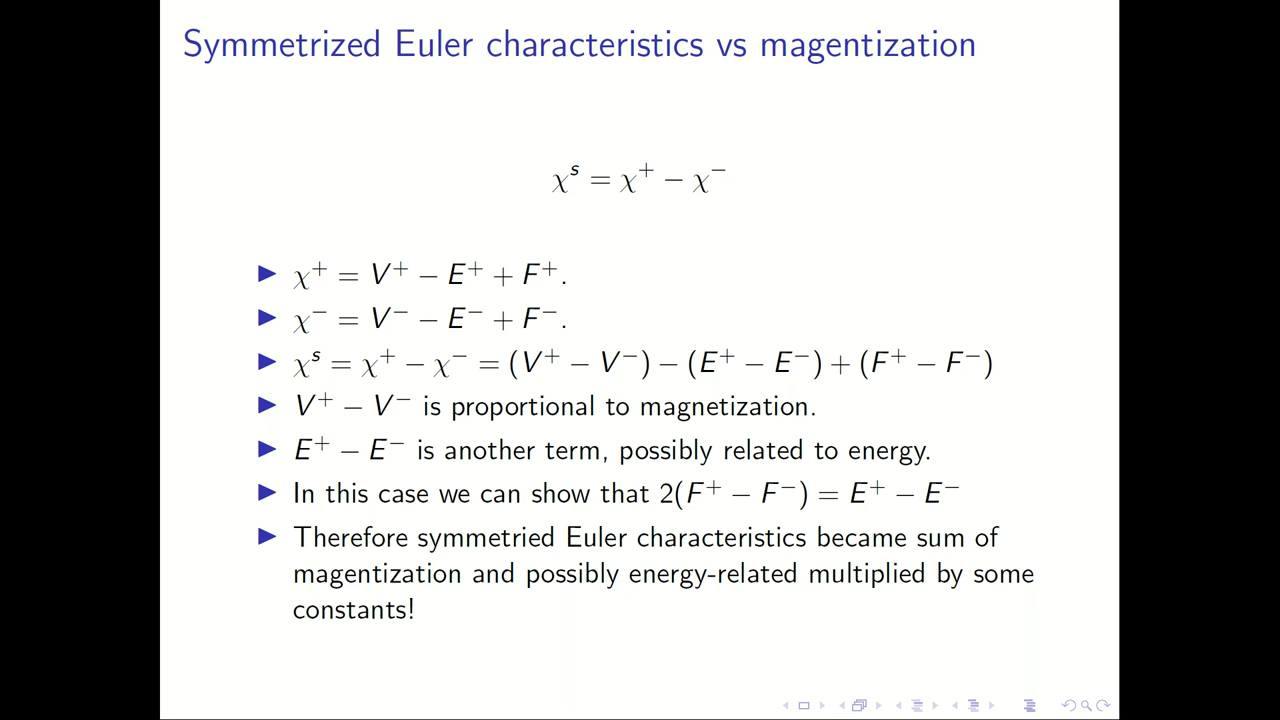 Symmetrized Euler characteristics vs magentization
χˢ = χ⁺ − χ⁻
▶ χ⁺ = V⁺ − E⁺ + F⁺.
▶ χ⁻ = V⁻ − E⁻ + F⁻.
▶ χˢ = χ⁺ − χ⁻ = (V⁺ − V⁻) − (E⁺ − E⁻) + (F⁺ − F⁻)
▶ V⁺ − V⁻ is proportional to magnetization.
▶ E⁺ − E⁻ is another term, possibly related to energy.
▶ In this case we can show that 2(F⁺ − F⁻) = E⁺ − E⁻
▶ Therefore symmetried Euler characteristics became sum of
magentization and possibly energy-related multiplied by some
constants!